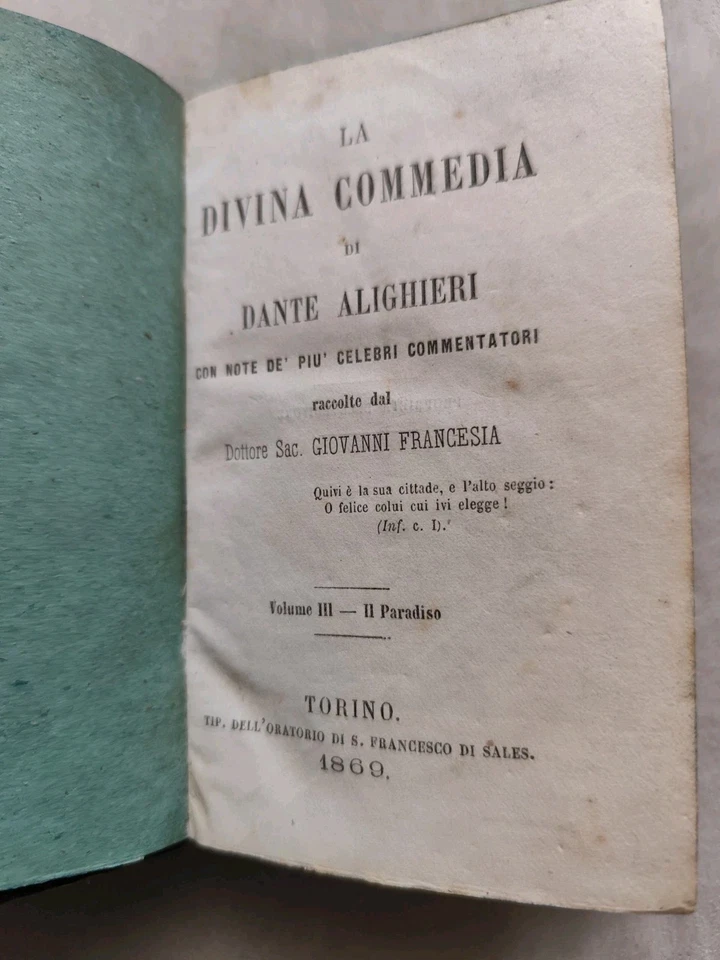 LA
DIVINA COMMEDIA
DI
DANTE ALIGHIERI
CON NOTE DE' PIU' CELEBRI COMMENTATORI
raccolte dal
Dottore Sac. GIOVANNI FRANCESIA
Quivi è la sua cittade, e l'alto seggio:
O felice colui cui ivi elegge!
(Inf. c. I).
Volume III — Il Paradiso
TORINO.
TIP. DELL'ORATORIO DI S. FRANCESCO DI SALES.
1869.